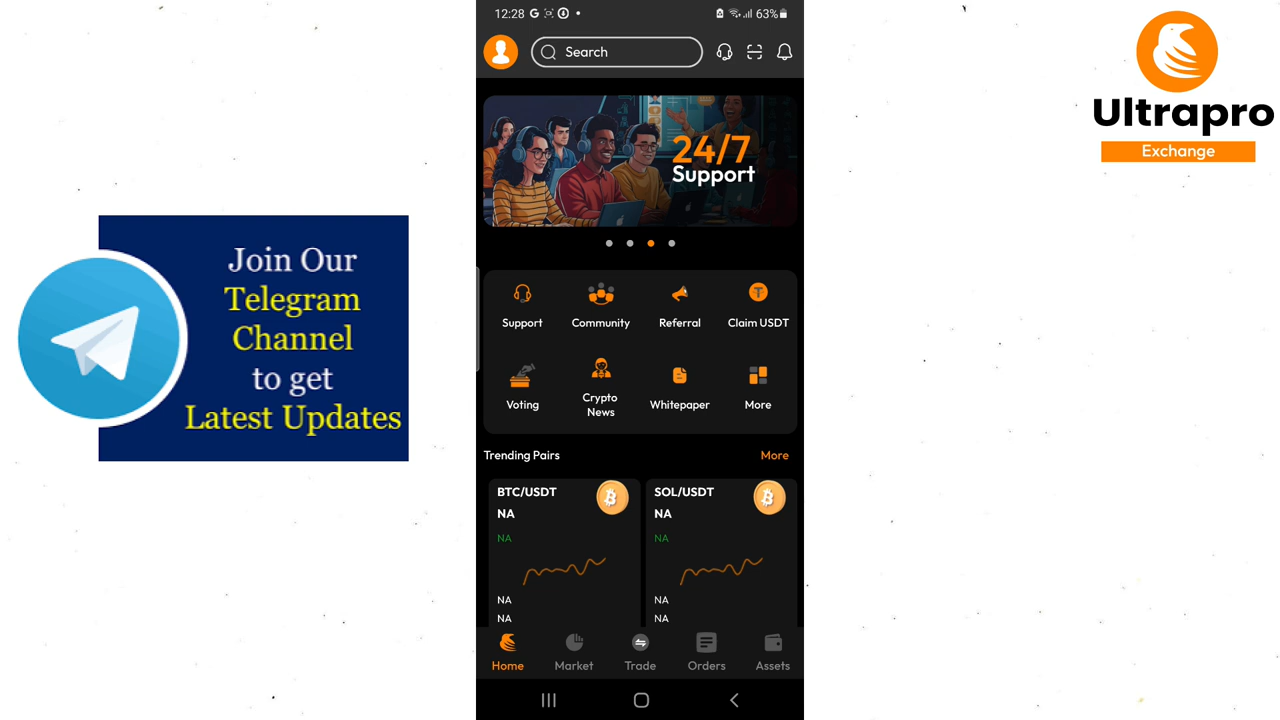 12:28
63%
Search
24/7
Support
Support
Community
Referral
Claim USDT
Voting
Crypto
News
Whitepaper
More
Trending Pairs
More
BTC/USDT
NA
NA
NA
NA
SOL/USDT
NA
NA
NA
NA
Home
Market
Trade
Orders
Assets
Join Our
Telegram
Channel
to get
Latest Updates
Ultrapro
Exchange